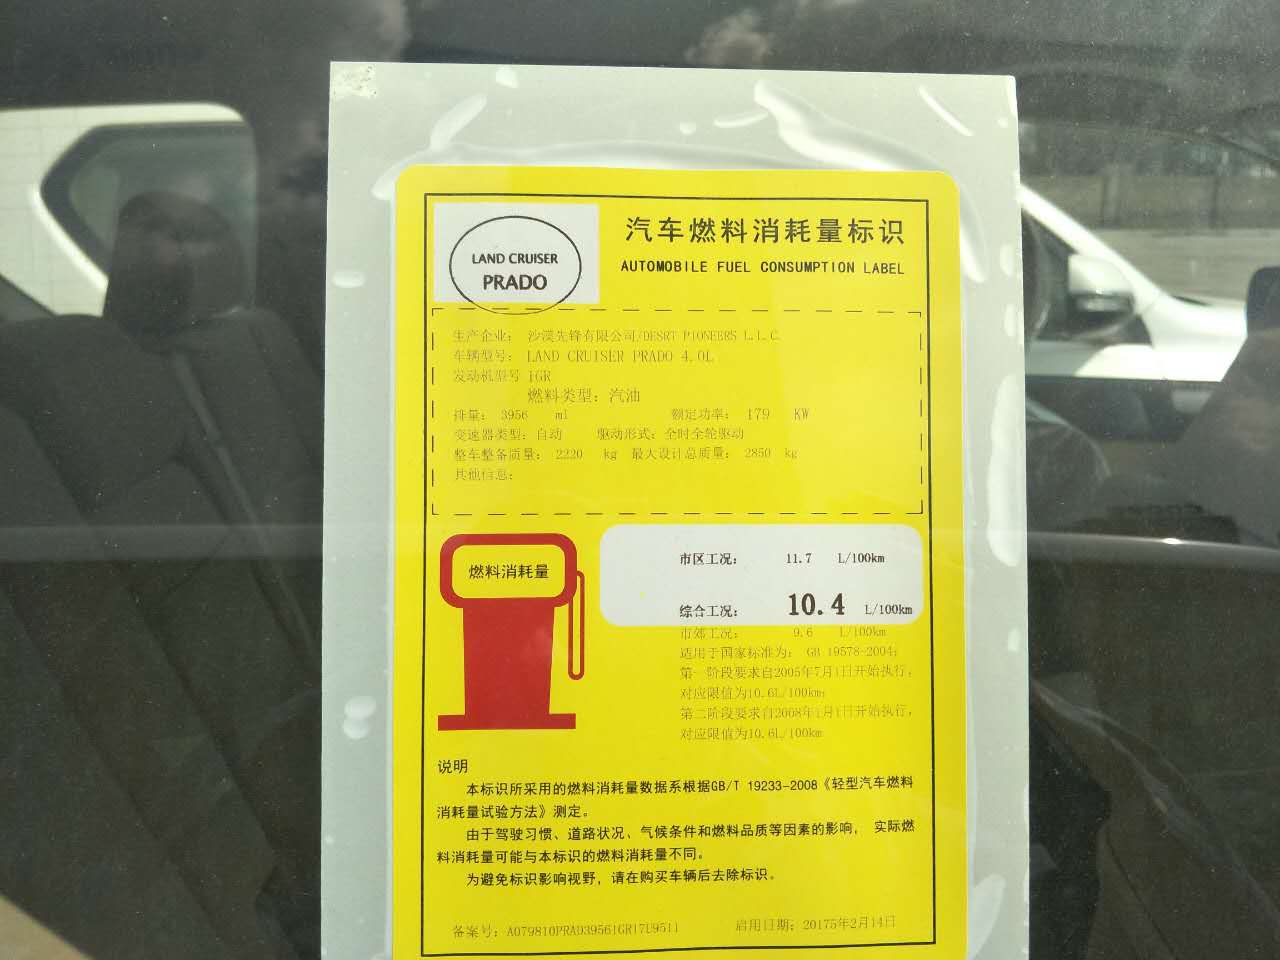 LAND CRUISER
PRADO
汽车燃料消耗量标识
AUTOMOBILE FUEL CONSUMPTION LABEL
生产企业: 沙漠先锋有限公司/DESRT PIONEERS L.L.C.
车辆型号: LAND CRUISER PRADO 4.0L
发动机型号 1GR
燃料类型: 汽油
排量: 3956 ml 额定功率: 179 KW
变速器类型: 自动 驱动形式: 全时全轮驱动
整车整备质量: 2220 kg 最大设计总质量: 2850 kg
其他信息:
燃料消耗量
市区工况: 11.7 L/100km
综合工况: 10.4 L/100km
市郊工况: 9.6 L/100km
适用于国家标准为: GB 19578-2004;
第一阶段要求自2005年7月1日开始执行,
对应限值为10.6L/100km;
第二阶段要求自2008年1月1日开始执行,
对应限值为10.6L/100km
说明
本标识所采用的燃料消耗量数据系根据GB/T 19233-2008《轻型汽车燃料
消耗量试验方法》测定。
由于驾驶习惯、道路状况、气候条件和燃料品质等因素的影响, 实际燃
料消耗量可能与本标识的燃料消耗量不同。
为避免标识影响视野, 请在购买车辆后去除标识。
备案号: A079810PRAD39561GR17U9511 启用日期: 20175年2月14日